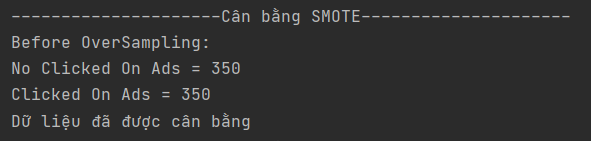 ---------------------Cân bằng SMOTE---------------------
Before OverSampling:
No Clicked On Ads = 350
Clicked On Ads = 350
Dữ liệu đã được cân bằng